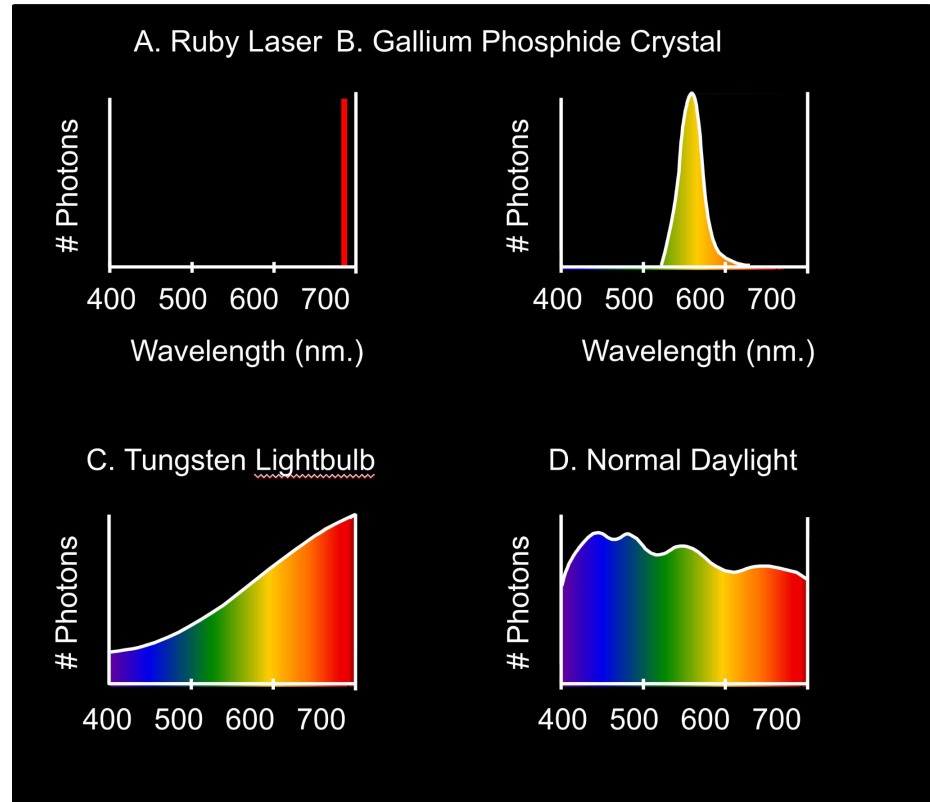 A. Ruby Laser B. Gallium Phosphide Crystal
# Photons
# Photons
400 500 600 700
400 500 600 700
Wavelength (nm.)
Wavelength (nm.)
C. Tungsten Lightbulb
D. Normal Daylight
# Photons
# Photons
400 500 600 700
400 500 600 700